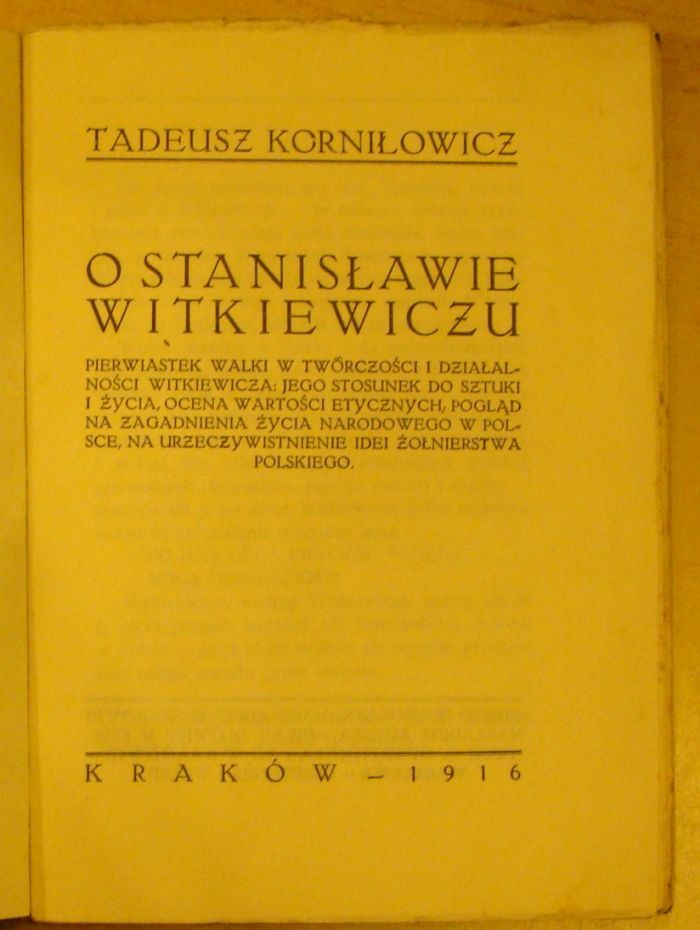 TADEUSZ KORNIŁOWICZ
O STANISŁAWIE
WITKIEWICZU
PIERWIASTEK WALKI W TWÓRCZOŚCI I DZIAŁAL-
NOŚCI WITKIEWICZA: JEGO STOSUNEK DO SZTUKI
I ŻYCIA, OCENA WARTOŚCI ETYCZNYCH, POGLĄD
NA ZAGADNIENIA ŻYCIA NARODOWEGO W POL-
SCE, NA URZECZYWISTNIENIE IDEI ŻOŁNIERSTWA
POLSKIEGO.
KRAKÓW – 1916